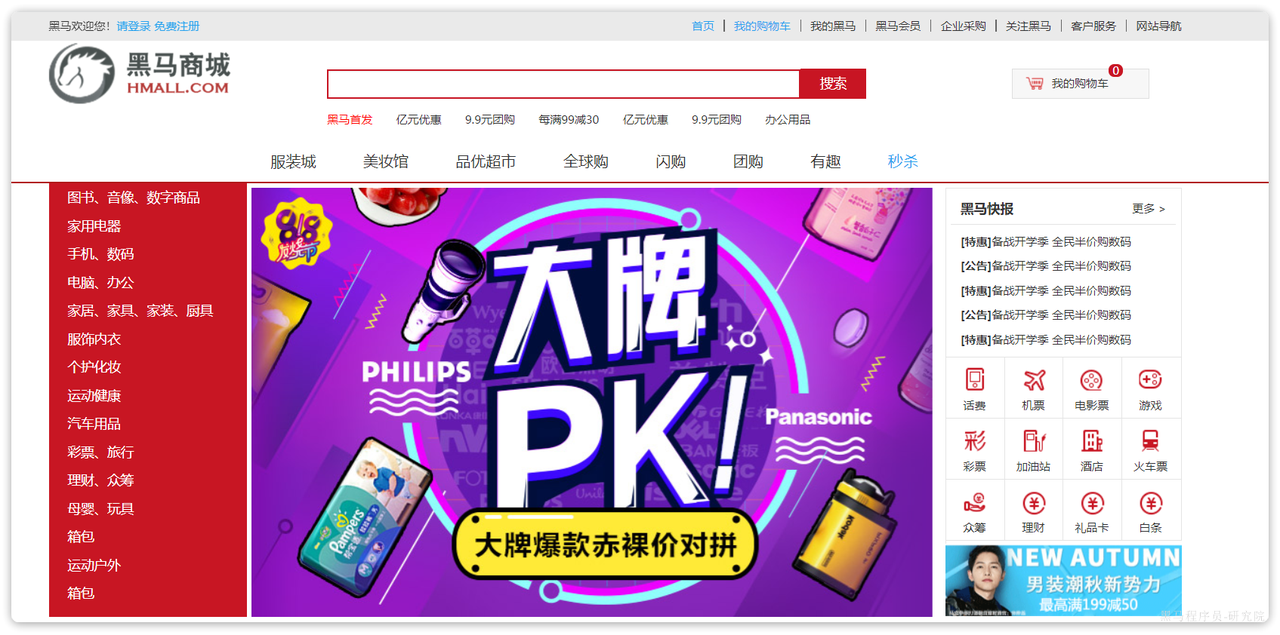 黑马欢迎您! 请登录 免费注册
首页 我的购物车 我的黑马 黑马会员 企业采购 关注黑马 客户服务 网站导航
黑马商城
HMALL.COM
搜索
我的购物车 0
黑马首发 亿元优惠 9.9元团购 每满99减30 亿元优惠 9.9元团购 办公用品
服装城 美妆馆 品优超市 全球购 闪购 团购 有趣 秒杀
图书、音像、数字商品
家用电器
手机、数码
电脑、办公
家居、家具、家装、厨具
服饰内衣
个护化妆
运动健康
汽车用品
彩票、旅行
理财、众筹
母婴、玩具
箱包
运动户外
箱包
818
大牌
PK!
PHILIPS
Panasonic
Pampers
Kodak
大牌爆款赤裸价对拼
黑马快报 更多 >
[特惠]备战开学季 全民半价购数码
[公告]备战开学季 全民半价购数码
[特惠]备战开学季 全民半价购数码
[公告]备战开学季 全民半价购数码
[特惠]备战开学季 全民半价购数码
话费 机票 电影票 游戏
彩
彩票 加油站 酒店 火车票
众筹 理财 礼品卡 白条
NEW AUTUMN
男装潮秋新势力
最高满199减50
黑马程序员-研究院